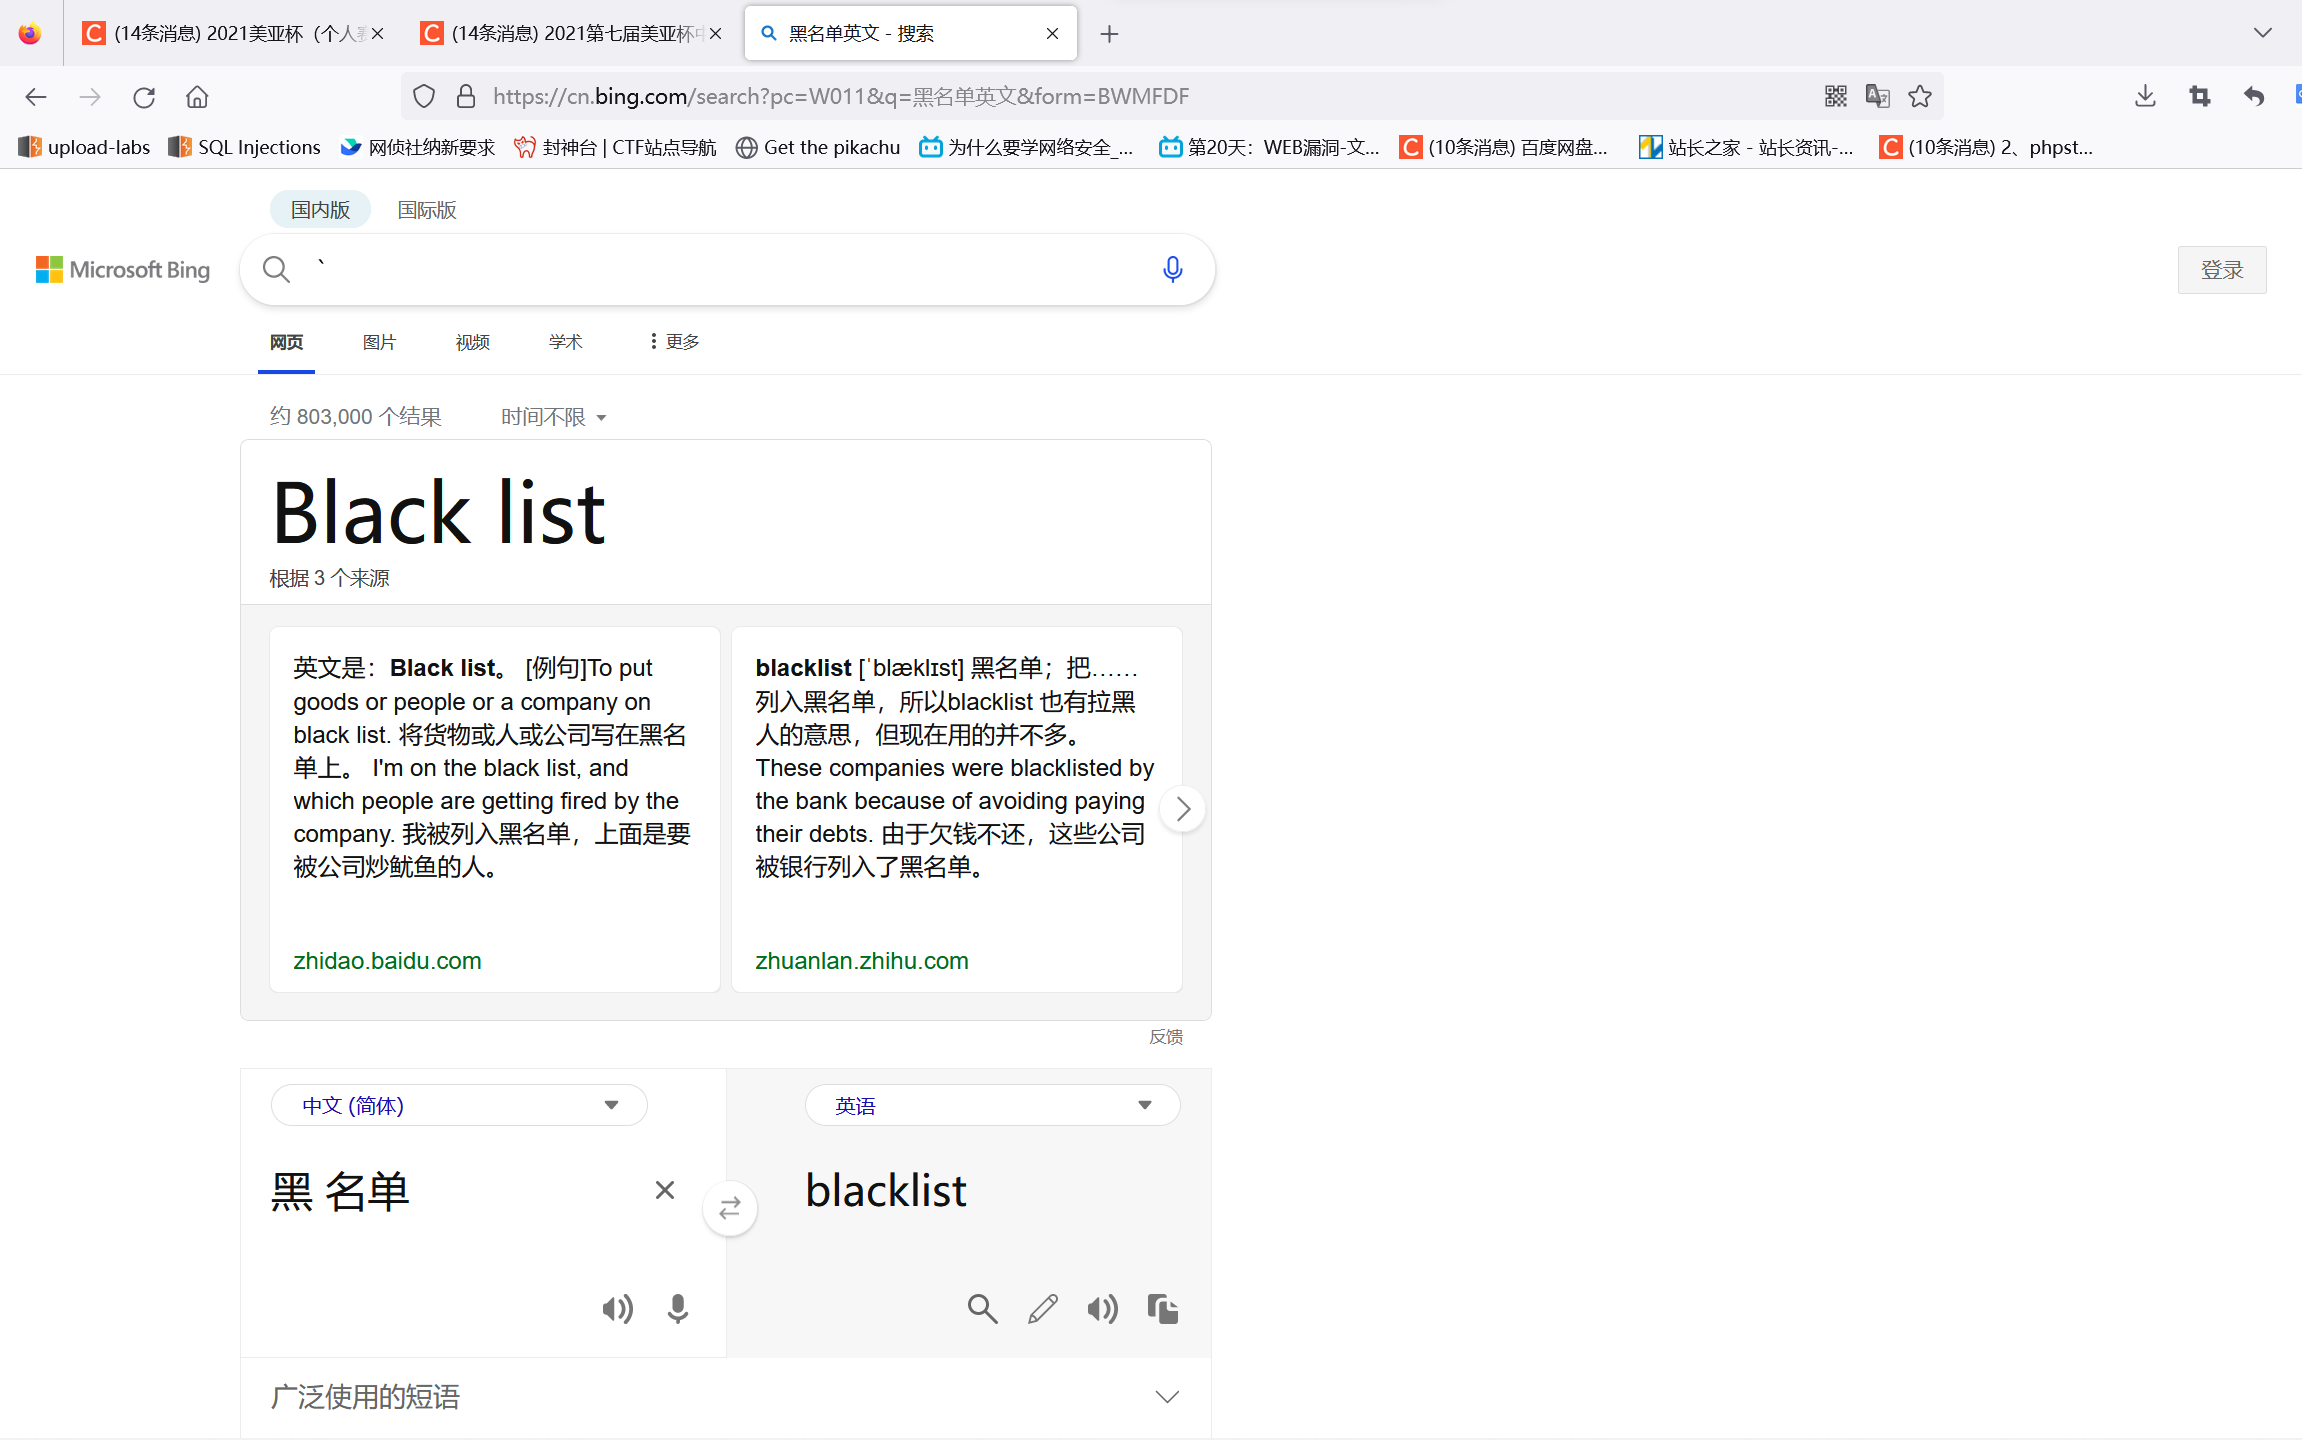 (14条消息) 2021美亚杯（个人
(14条消息) 2021第七届美亚杯
黑名单英文 - 搜索
https://cn.bing.com/search?pc=W011&q=黑名单英文&form=BWMFDF
upload-labs
SQL Injections
网侦社纳新要求
封神台 | CTF站点导航
Get the pikachu
为什么要学网络安全_...
第20天：WEB漏洞-文...
(10条消息) 百度网盘...
站长之家 - 站长资讯-...
(10条消息) 2、phpst...
国内版 国际版
Microsoft Bing
`
登录
网页 图片 视频 学术 更多
约 803,000 个结果 时间不限
Black list
根据 3 个来源
英文是：Black list。 [例句]To put
goods or people or a company on
black list. 将货物或人或公司写在黑名
单上。 I'm on the black list, and
which people are getting fired by the
company. 我被列入黑名单，上面是要
被公司炒鱿鱼的人。
zhidao.baidu.com
blacklist [ˈblæklɪst] 黑名单；把……
列入黑名单，所以blacklist 也有拉黑
人的意思，但现在用的并不多。
These companies were blacklisted by
the bank because of avoiding paying
their debts. 由于欠钱不还，这些公司
被银行列入了黑名单。
zhuanlan.zhihu.com
反馈
中文 (简体)
英语
黑 名单
blacklist
广泛使用的短语